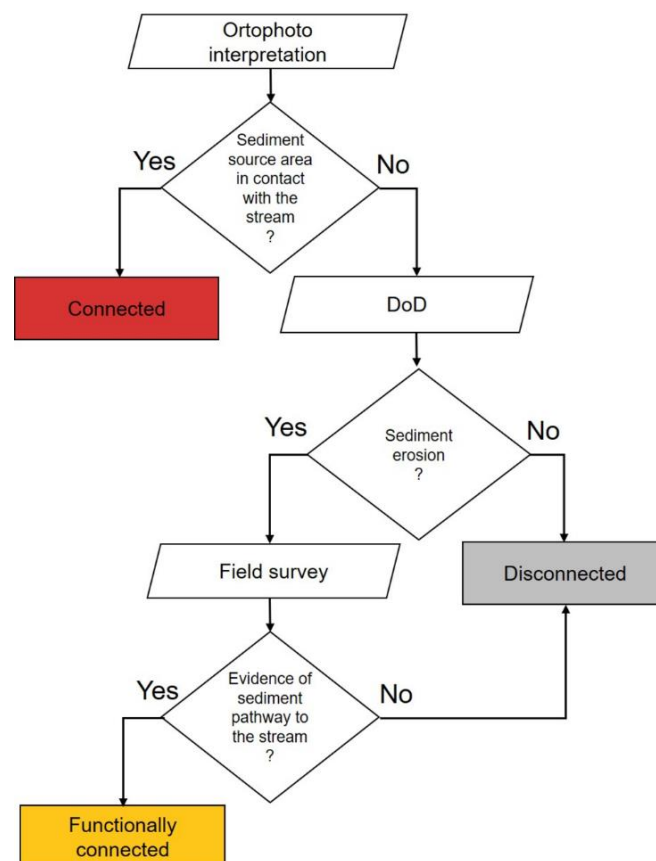 Ortophoto
interpretation
Yes
Sediment
source area
in contact
with the
stream
?
No
Connected
DoD
Yes
Sediment
erosion
?
No
Field survey
Disconnected
Yes
Evidence of
sediment
pathway to
the stream
?
No
Functionally
connected